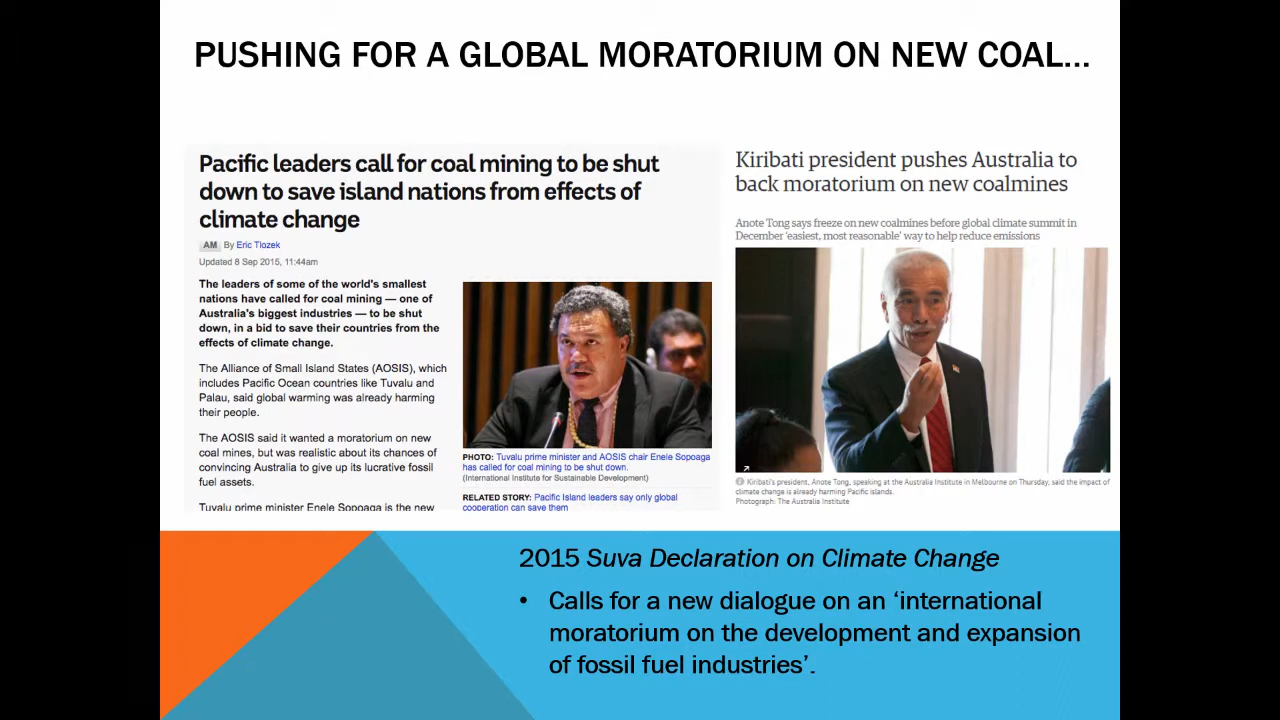 PUSHING FOR A GLOBAL MORATORIUM ON NEW COAL...
Pacific leaders call for coal mining to be shut
down to save island nations from effects of
climate change
AM By Eric Tlozek
Updated 8 Sep 2015, 11:44am
The leaders of some of the world's smallest
nations have called for coal mining — one of
Australia's biggest industries — to be shut
down, in a bid to save their countries from the
effects of climate change.
The Alliance of Small Island States (AOSIS), which
includes Pacific Ocean countries like Tuvalu and
Palau, said global warming was already harming
their people.
The AOSIS said it wanted a moratorium on new
coal mines, but was realistic about its chances of
convincing Australia to give up its lucrative fossil
fuel assets.
Tuvalu prime minister Enele Sopoaga is the new
PHOTO: Tuvalu prime minister and AOSIS chair Enele Sopoaga
has called for coal mining to be shut down.
(International Institute for Sustainable Development)
RELATED STORY: Pacific Island leaders say only global
cooperation can save them
Kiribati president pushes Australia to
back moratorium on new coalmines
Anote Tong says freeze on new coalmines before global climate summit in
December 'easiest, most reasonable' way to help reduce emissions
Kiribati's president, Anote Tong, speaking at the Australia Institute in Melbourne on Thursday, said the impact of
climate change is already harming Pacific islands.
Photograph: The Australia Institute
2015 Suva Declaration on Climate Change
• Calls for a new dialogue on an ‘international
moratorium on the development and expansion
of fossil fuel industries’.